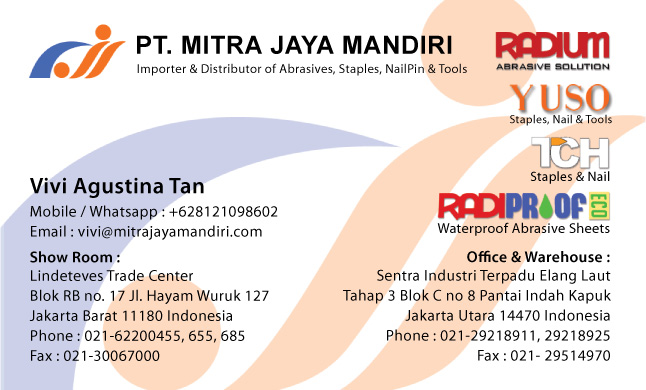 PT. MITRA JAYA MANDIRI
Importer & Distributor of Abrasives, Staples, NailPin & Tools
RADIUM
ABRASIVE SOLUTION
YUSO
Staples, Nail & Tools
TCH
Staples & Nail
RADIPROOF ECO
Waterproof Abrasive Sheets
Vivi Agustina Tan
Mobile / Whatsapp : +628121098602
Email : vivi@mitrajayamandiri.com
Show Room :
Lindeteves Trade Center
Blok RB no. 17 Jl. Hayam Wuruk 127
Jakarta Barat 11180 Indonesia
Phone : 021-62200455, 655, 685
Fax : 021-30067000
Office & Warehouse :
Sentra Industri Terpadu Elang Laut
Tahap 3 Blok C no 8 Pantai Indah Kapuk
Jakarta Utara 14470 Indonesia
Phone : 021-29218911, 29218925
Fax : 021- 29514970